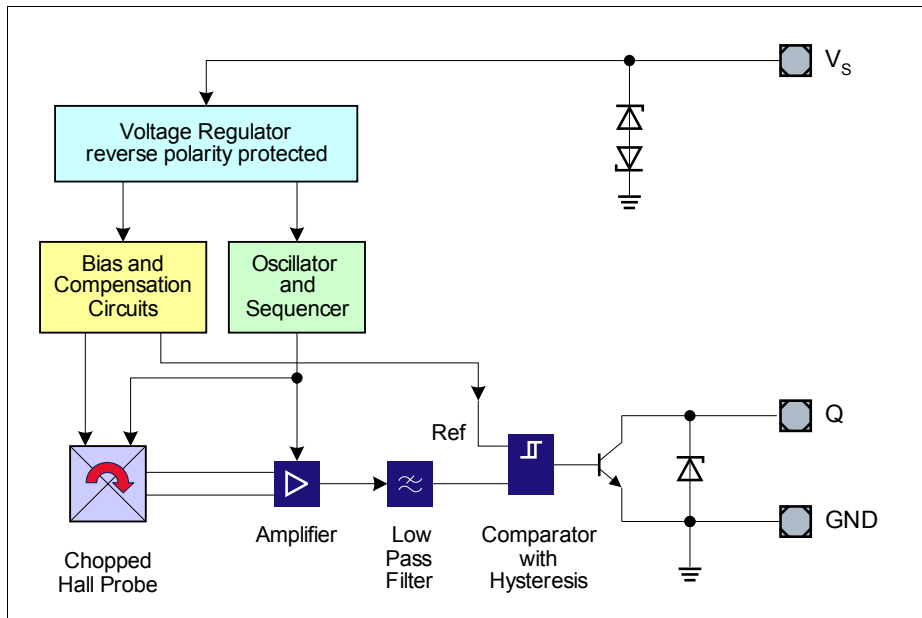 V_S
Voltage Regulator
reverse polarity protected
Bias and
Compensation
Circuits
Oscillator
and
Sequencer
Ref
Q
GND
Amplifier
Low
Pass
Filter
Comparator
with
Hysteresis
Chopped
Hall Probe